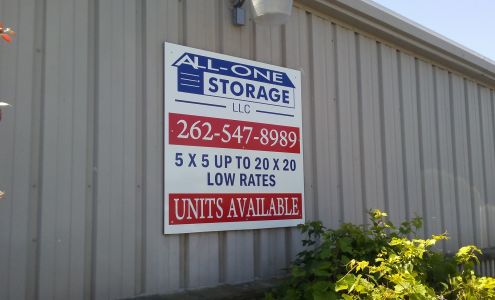 ALL-ONE
STORAGE
LLC
262-547-8989
5 X 5 UP TO 20 X 20
LOW RATES
UNITS AVAILABLE